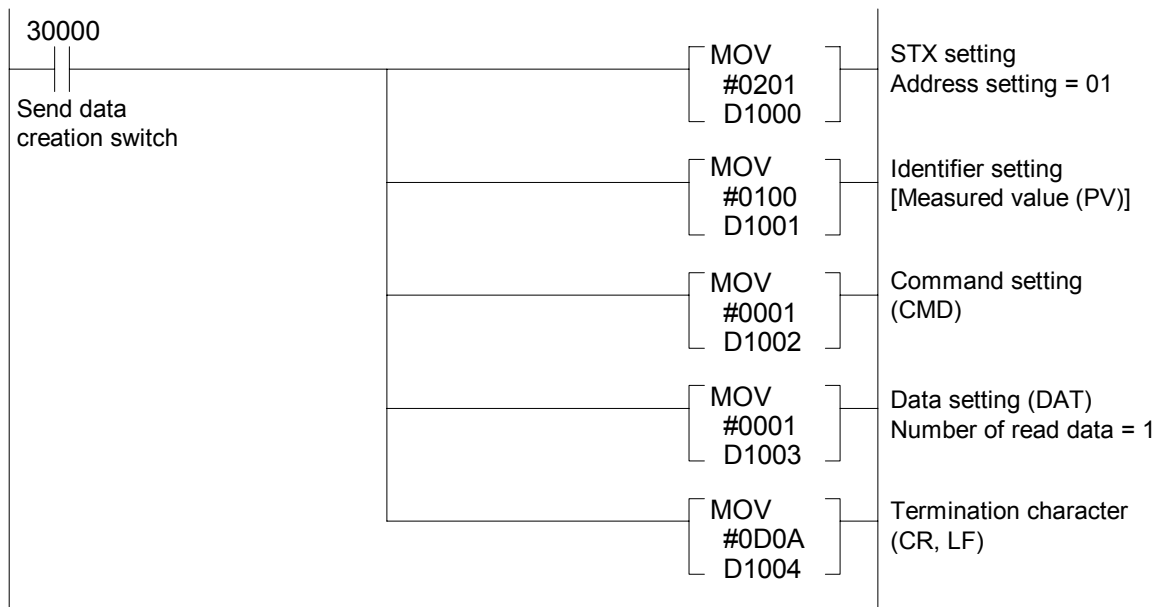 30000
Send data
creation switch
MOV
#0201
D1000
STX setting
Address setting = 01
MOV
#0100
D1001
Identifier setting
[Measured value (PV)]
MOV
#0001
D1002
Command setting
(CMD)
MOV
#0001
D1003
Data setting (DAT)
Number of read data = 1
MOV
#0D0A
D1004
Termination character
(CR, LF)